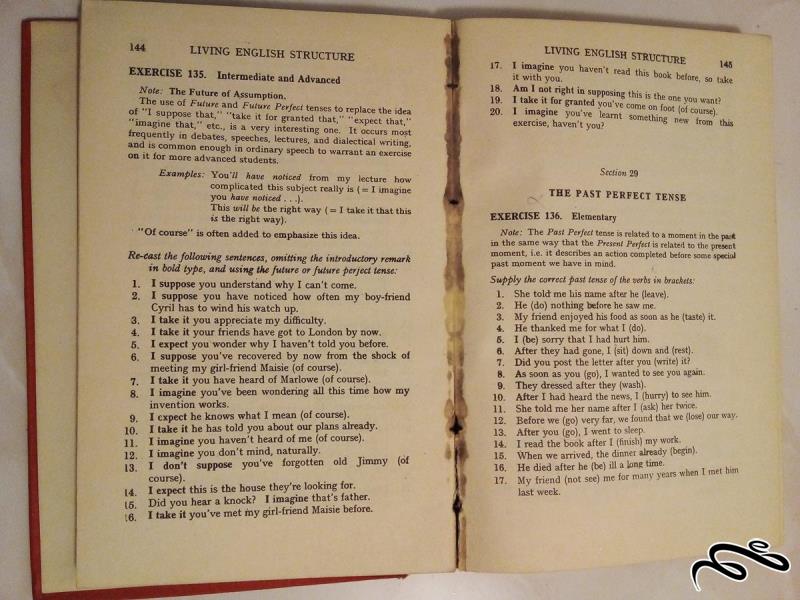 144 LIVING ENGLISH STRUCTURE
EXERCISE 135. Intermediate and Advanced
Note: The Future of Assumption.
The use of Future and Future Perfect tenses to replace the idea
of "I suppose that," "take it for granted that," "expect that,"
"imagine that," etc., is a very interesting one. It occurs most
frequently in debates, speeches, lectures, and dialectical writing,
and is common enough in ordinary speech to warrant an exercise
on it for more advanced students.
Examples: You'll have noticed from my lecture how
complicated this subject really is (= I imagine
you have noticed . . .).
This will be the right way (= I take it that this
is the right way).
"Of course" is often added to emphasize this idea.
Re-cast the following sentences, omitting the introductory remark
in bold type, and using the future or future perfect tense:
1. I suppose you understand why I can't come.
2. I suppose you have noticed how often my boy-friend
Cyril has to wind his watch up.
3. I take it you appreciate my difficulty.
4. I take it your friends have got to London by now.
5. I expect you wonder why I haven't told you before.
6. I suppose you've recovered by now from the shock of
meeting my girl-friend Maisie (of course).
7. I take it you have heard of Marlowe (of course).
8. I imagine you've been wondering all this time how my
invention works.
9. I expect he knows what I mean (of course).
10. I take it he has told you about our plans already.
11. I imagine you haven't heard of me (of course).
12. I imagine you don't mind, naturally.
13. I don't suppose you've forgotten old Jimmy (of
course).
14. I expect this is the house they're looking for.
15. Did you hear a knock? I imagine that's father.
16. I take it you've met my girl-friend Maisie before.
LIVING ENGLISH STRUCTURE 145
17. I imagine you haven't read this book before, so take
it with you.
18. Am I not right in supposing this is the one you want?
19. I take it for granted you've come on foot (of course).
20. I imagine you've learnt something new from this
exercise, haven't you?
Section 29
THE PAST PERFECT TENSE
EXERCISE 136. Elementary
Note: The Past Perfect tense is related to a moment in the past
in the same way that the Present Perfect is related to the present
moment, i.e. it describes an action completed before some special
past moment we have in mind.
Supply the correct past tense of the verbs in brackets:
1. She told me his name after he (leave).
2. He (do) nothing before he saw me.
3. My friend enjoyed his food as soon as he (taste) it.
4. He thanked me for what I (do).
5. I (be) sorry that I had hurt him.
6. After they had gone, I (sit) down and (rest).
7. Did you post the letter after you (write) it?
8. As soon as you (go), I wanted to see you again.
9. They dressed after they (wash).
10. After I had heard the news, I (hurry) to see him.
11. She told me her name after I (ask) her twice.
12. Before we (go) very far, we found that we (lose) our way.
13. After you (go), I went to sleep.
14. I read the book after I (finish) my work.
15. When we arrived, the dinner already (begin).
16. He died after he (be) ill a long time.
17. My friend (not see) me for many years when I met him
last week.